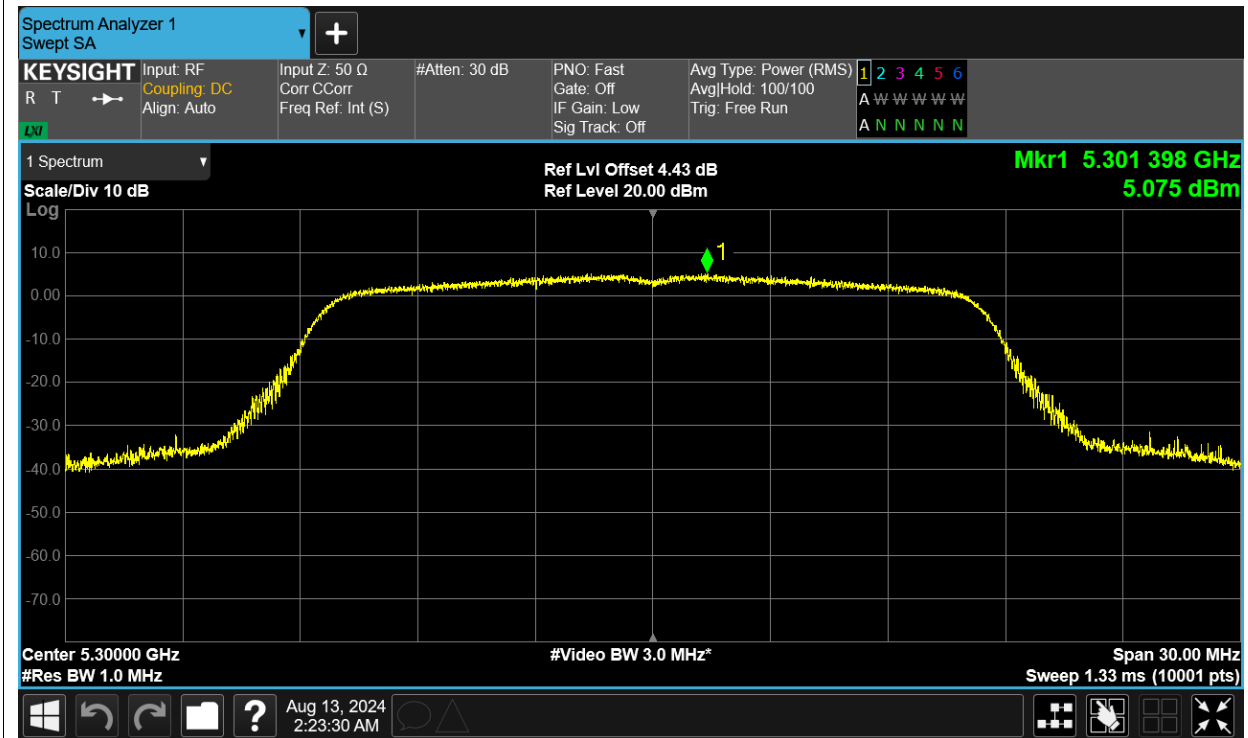 Spectrum Analyzer 1
Swept SA
KEYSIGHT
R T
LXI
Input: RF
Coupling: DC
Align: Auto
Input Z: 50 Ω
Corr CCorr
Freq Ref: Int (S)
#Atten: 30 dB
PNO: Fast
Gate: Off
IF Gain: Low
Sig Track: Off
Avg Type: Power (RMS)
Avg|Hold: 100/100
Trig: Free Run
1 2 3 4 5 6
A W W W W W
A N N N N N
1 Spectrum
Scale/Div 10 dB
Log
Ref Lvl Offset 4.43 dB
Ref Level 20.00 dBm
Mkr1 5.301 398 GHz
5.075 dBm
1
10.0
0.00
-10.0
-20.0
-30.0
-40.0
-50.0
-60.0
-70.0
Center 5.30000 GHz
#Res BW 1.0 MHz
#Video BW 3.0 MHz*
Span 30.00 MHz
Sweep 1.33 ms (10001 pts)
?
Aug 13, 2024
2:23:30 AM